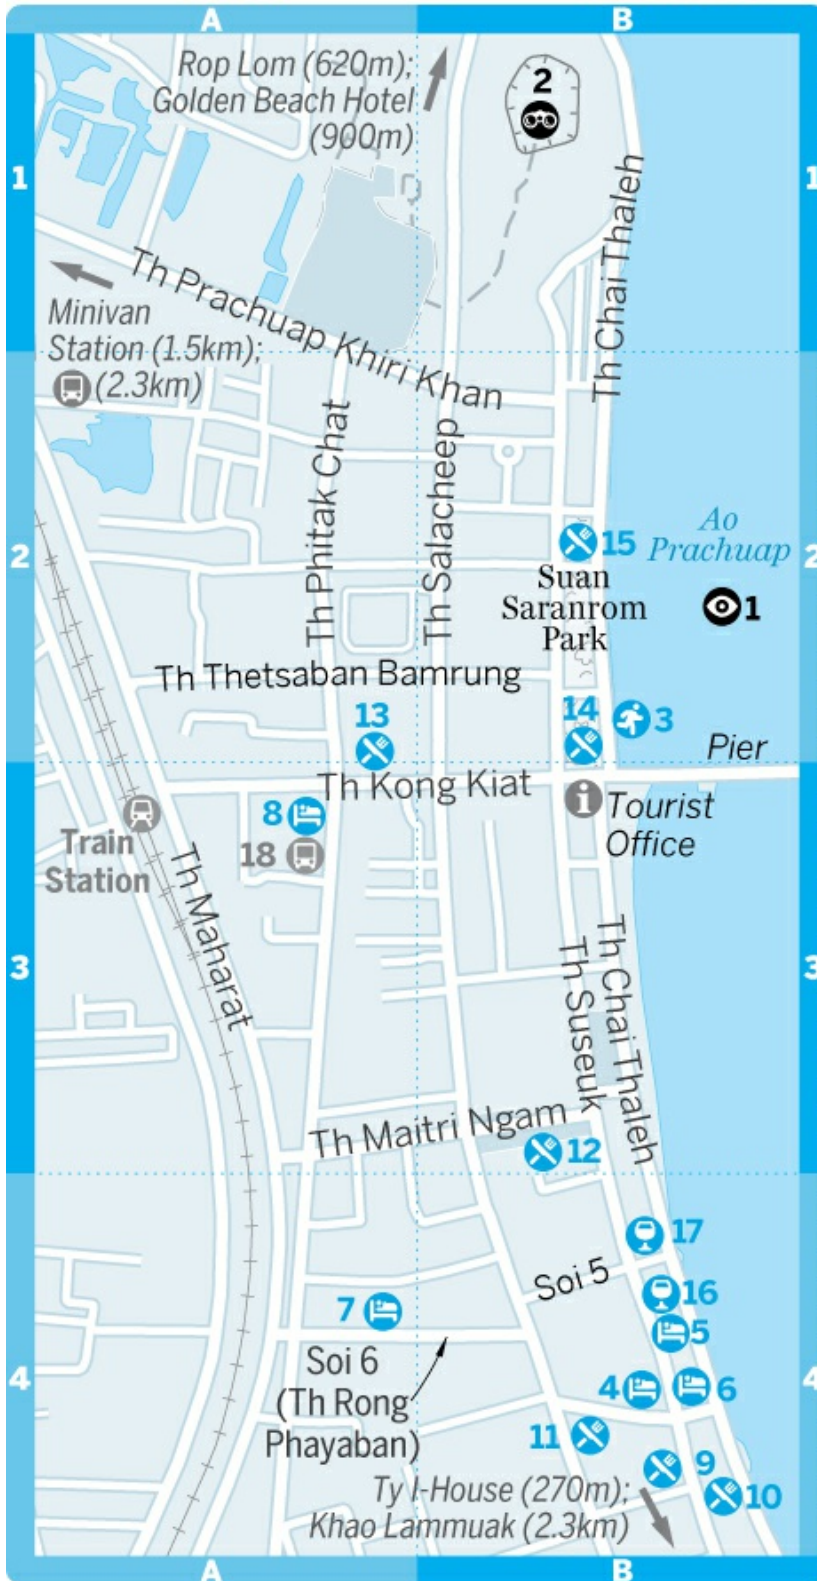 A
B
Rop Lom (620m);
Golden Beach Hotel
(900m)
2
1
1
Th Chai Thaleh
Th Prachuap Khiri Khan
Minivan
Station (1.5km);
(2.3km)
Th Phitak Chat
Th Salacheep
15
Ao
Prachuap
2
2
Suan
Saranrom
Park
1
Th Thetsaban Bamrung
13
14
3
Pier
Th Kong Kiat
8
18
Tourist
Office
Train
Station
Th Maharat
3
3
Th Suseuk
Th Chai Thaleh
Th Maitri Ngam
12
17
Soi 5
16
7
5
Soi 6
(Th Rong
Phayaban)
4
4
4
6
11
9
10
Ty I-House (270m);
Khao Lammuak (2.3km)
A
B